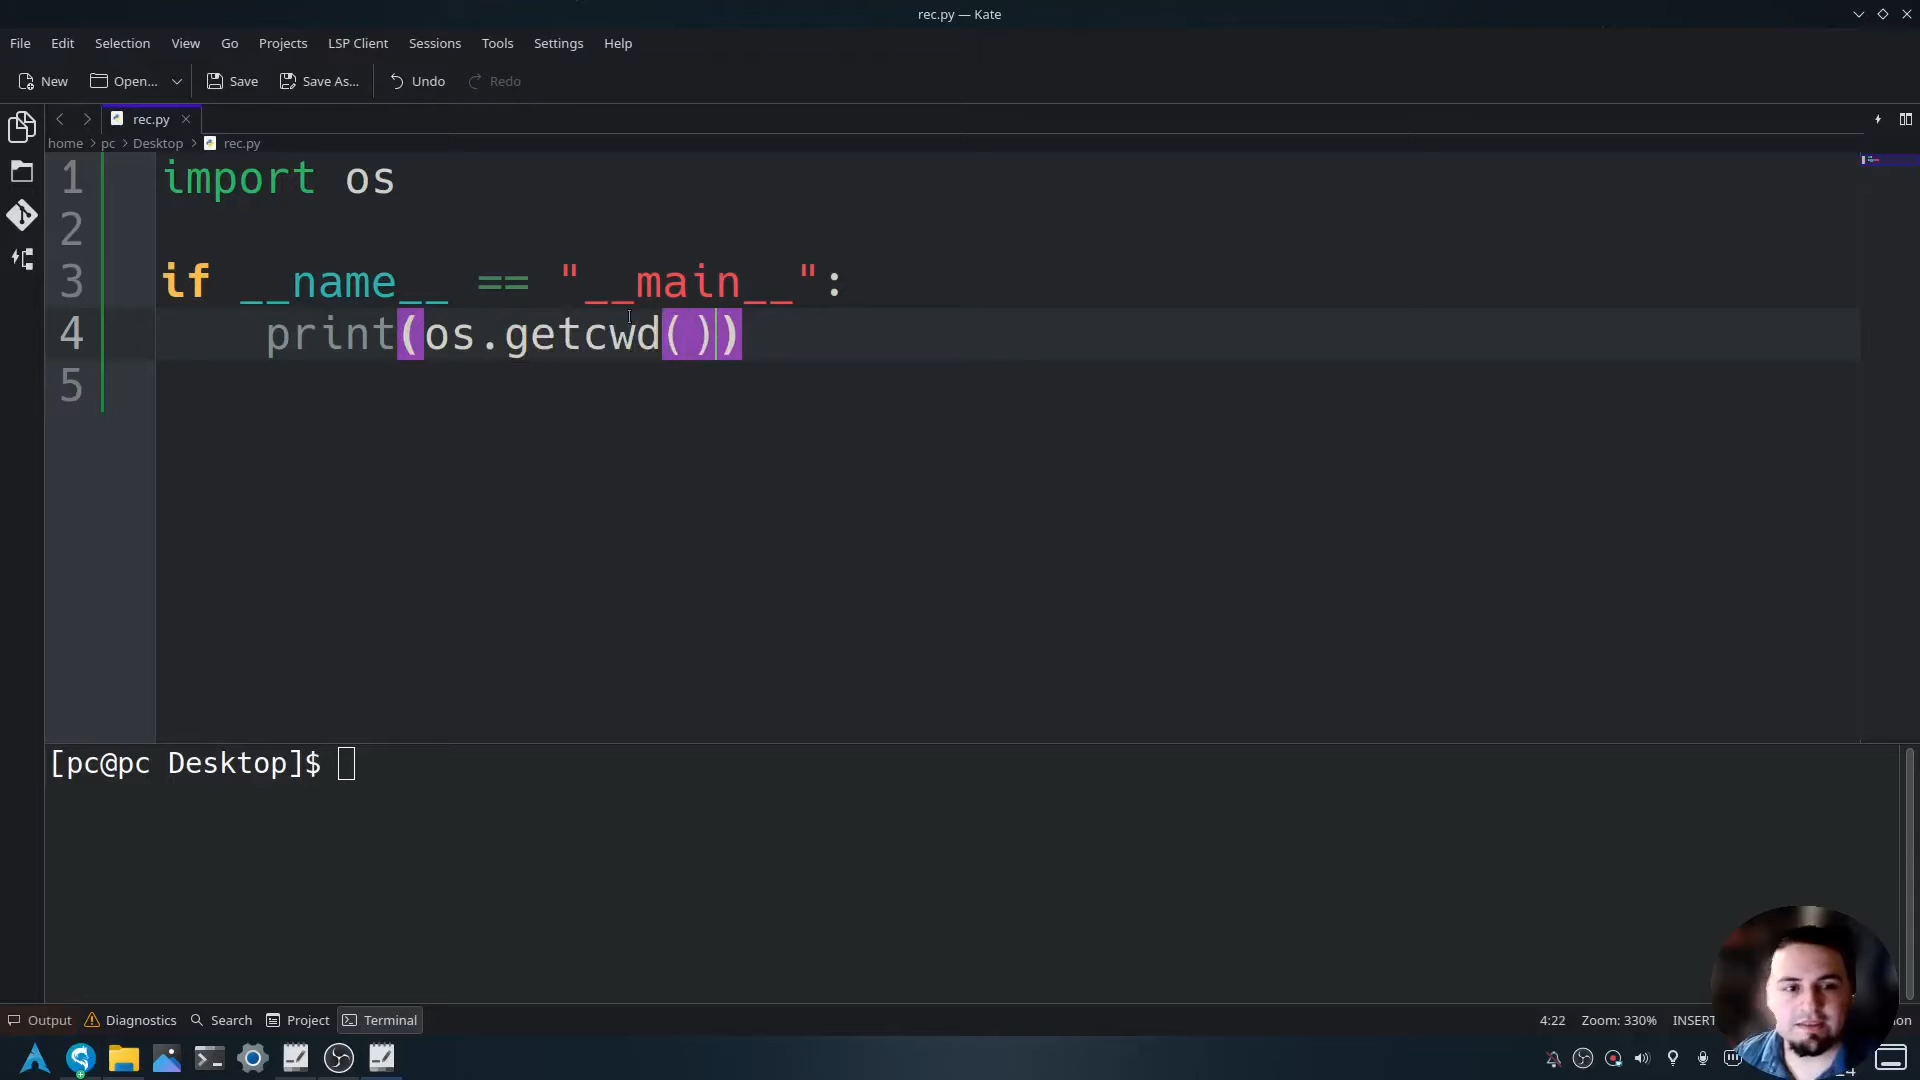 rec.py — Kate
File Edit Selection View Go Projects LSP Client Sessions Tools Settings Help
New Open... Save Save As... Undo Redo
rec.py
home pc Desktop rec.py
1 import os
2
3 if __name__ == "__main__":
4 print(os.getcwd())
5
[pc@pc Desktop]$
Output Diagnostics Search Project Terminal 4:22 Zoom: 330% INSERT